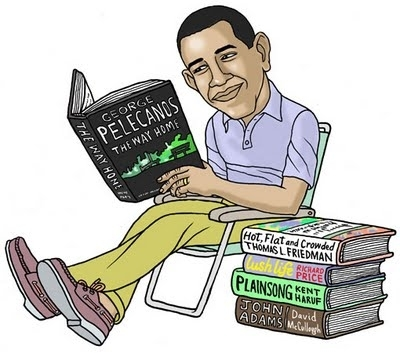 GEORGE
PELECANOS
THE WAY HOME
THE WAY HOME
Hot, Flat and Crowded
THOMAS L FRIEDMAN
lush life RICHARD PRICE
PLAINSONG KENT HARUF
JOHN ADAMS David McCullough